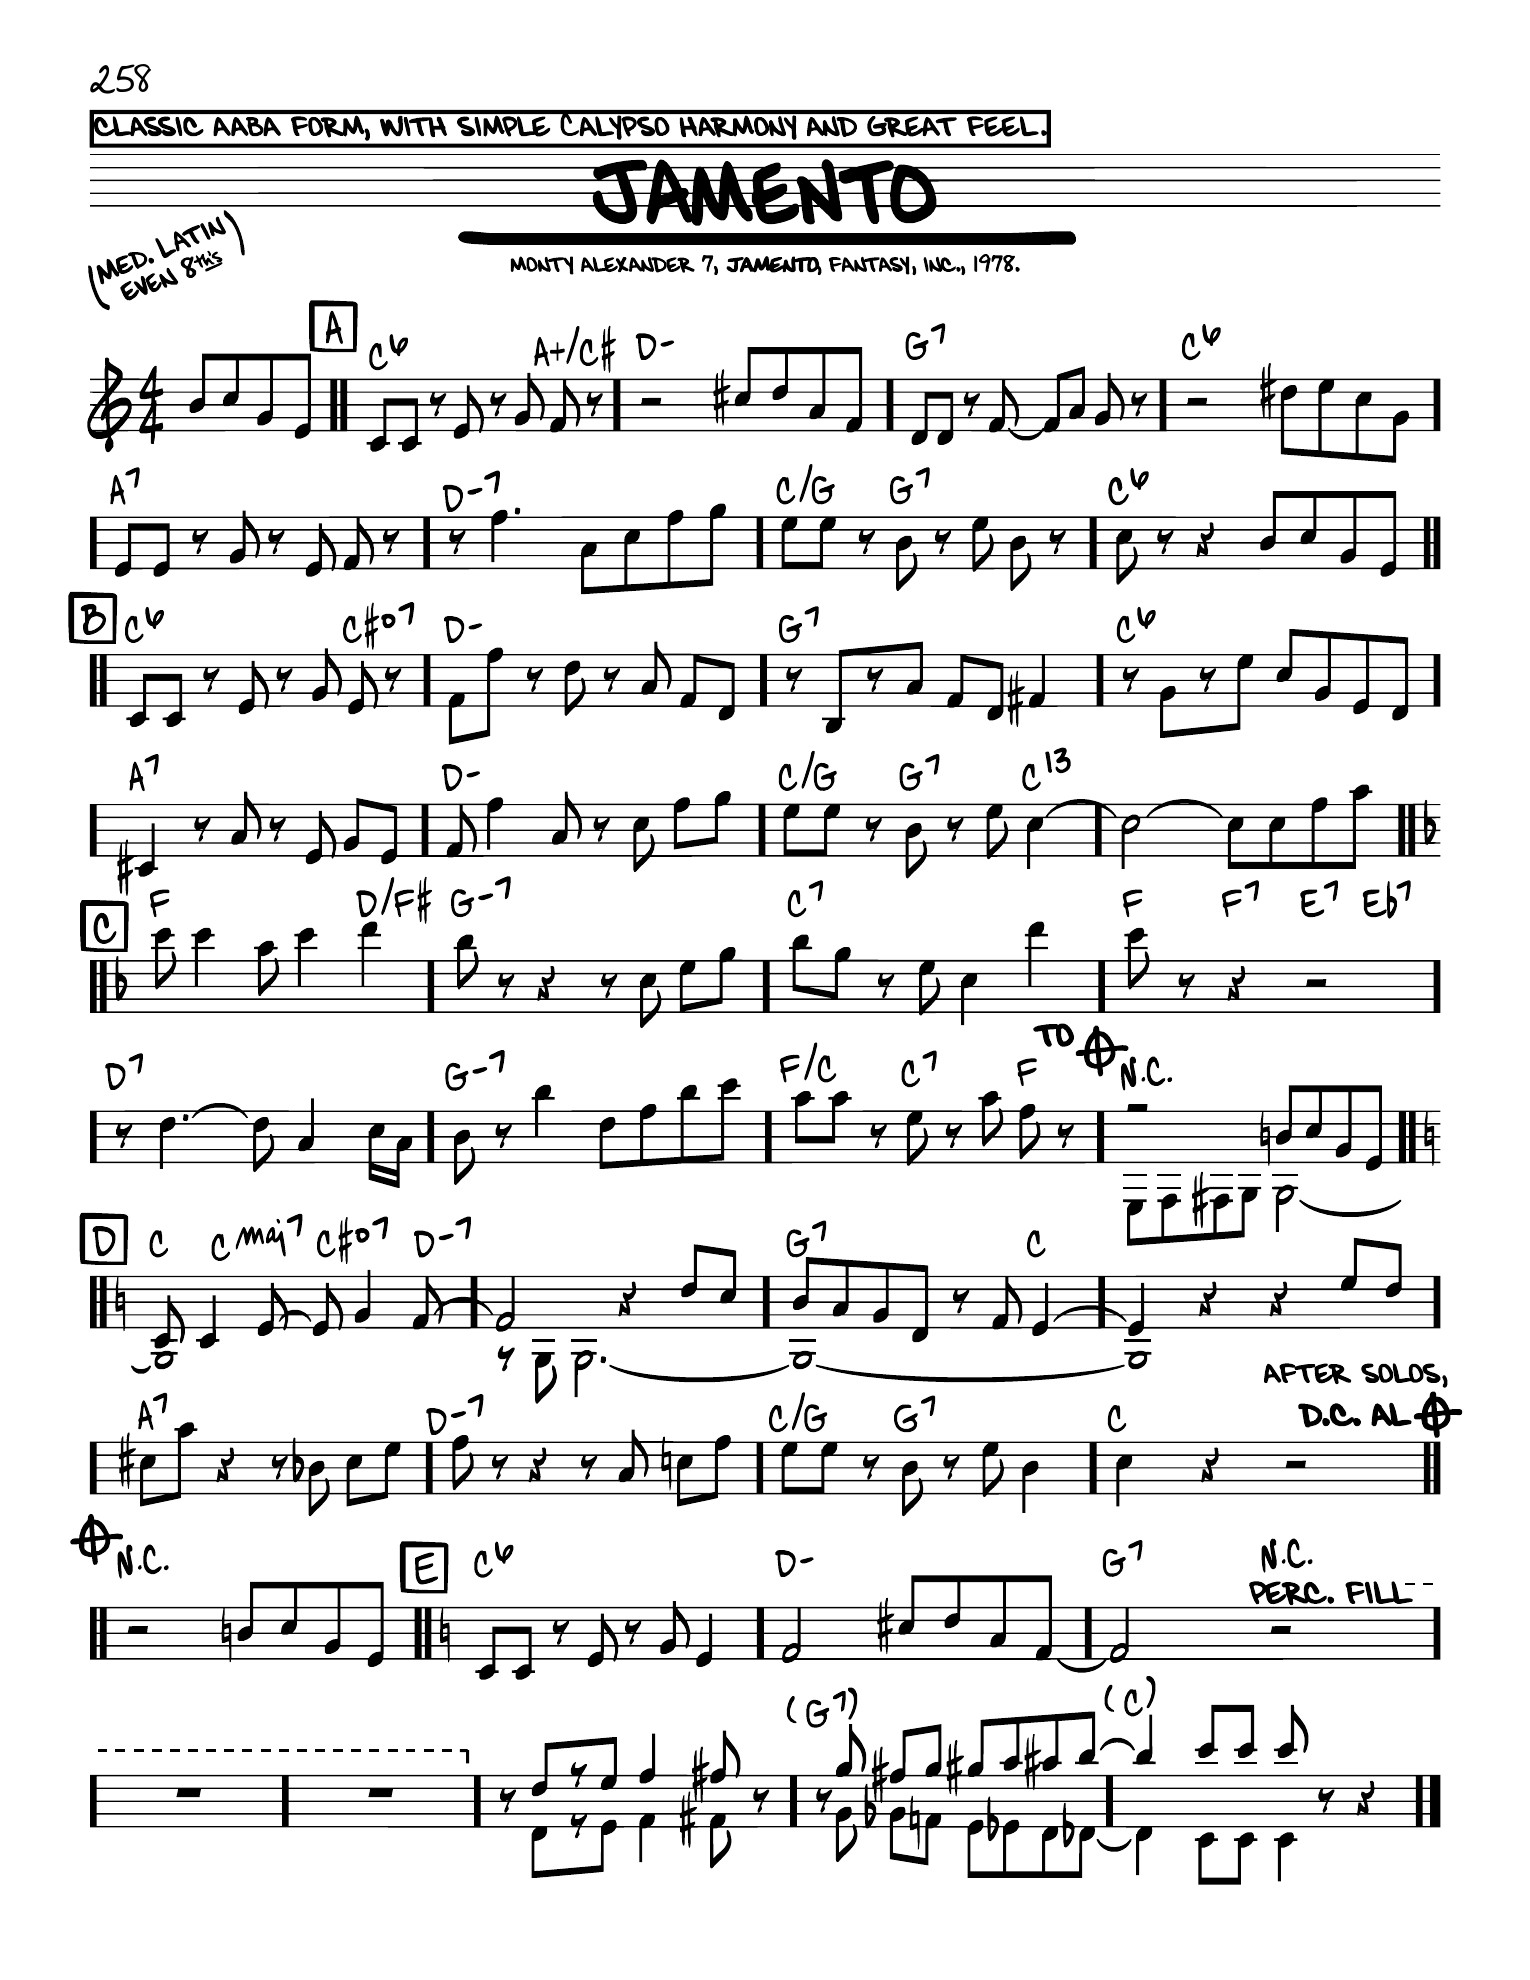 258
CLASSIC AABA FORM, WITH SIMPLE CALYPSO HARMONY AND GREAT FEEL.
JAMENTO
(MED. LATIN)
EVEN 8th's
MONTY ALEXANDER 7, JAMENTO, FANTASY, INC., 1978.
A
C6 A+/C# D- G7 C6
4
4
A7 D-7 C/G G7 C6
B
C6 C#o7 D- G7 C6
A7 D- C/G G7 C13
C
F D/F# G-7 C7 F F7 E7 Eb7
TO
D7 G-7 F/C C7 F N.C.
D
C C maj7 C#o7 D-7 G7 C
AFTER SOLOS,
D.C. AL
A7 D-7 C/G G7 C
N.C.
E
C6 D- G7 N.C.
PERC. FILL
(G7) (C)